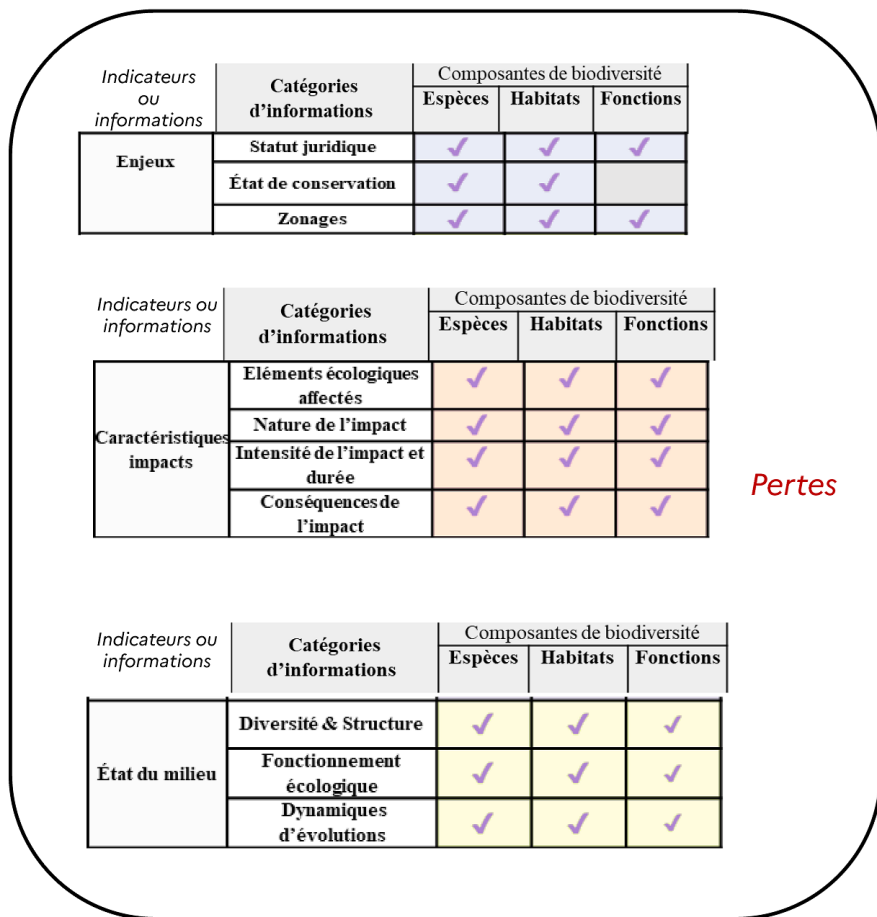 Indicateurs
ou
informations
Catégories
d’informations
Composantes de biodiversité
Espèces Habitats Fonctions
Enjeux
Statut juridique ✓ ✓ ✓
État de conservation ✓ ✓
Zonages ✓ ✓ ✓
Indicateurs ou
informations
Catégories
d’informations
Composantes de biodiversité
Espèces Habitats Fonctions
Caractéristiques
impacts
Eléments écologiques
affectés ✓ ✓ ✓
Nature de l’impact ✓ ✓ ✓
Intensité de l’impact et
durée ✓ ✓ ✓
Conséquences de
l’impact ✓ ✓ ✓
Pertes
Indicateurs ou
informations
Catégories
d’informations
Composantes de biodiversité
Espèces Habitats Fonctions
État du milieu
Diversité & Structure ✓ ✓ ✓
Fonctionnement
écologique ✓ ✓ ✓
Dynamiques
d’évolutions ✓ ✓ ✓